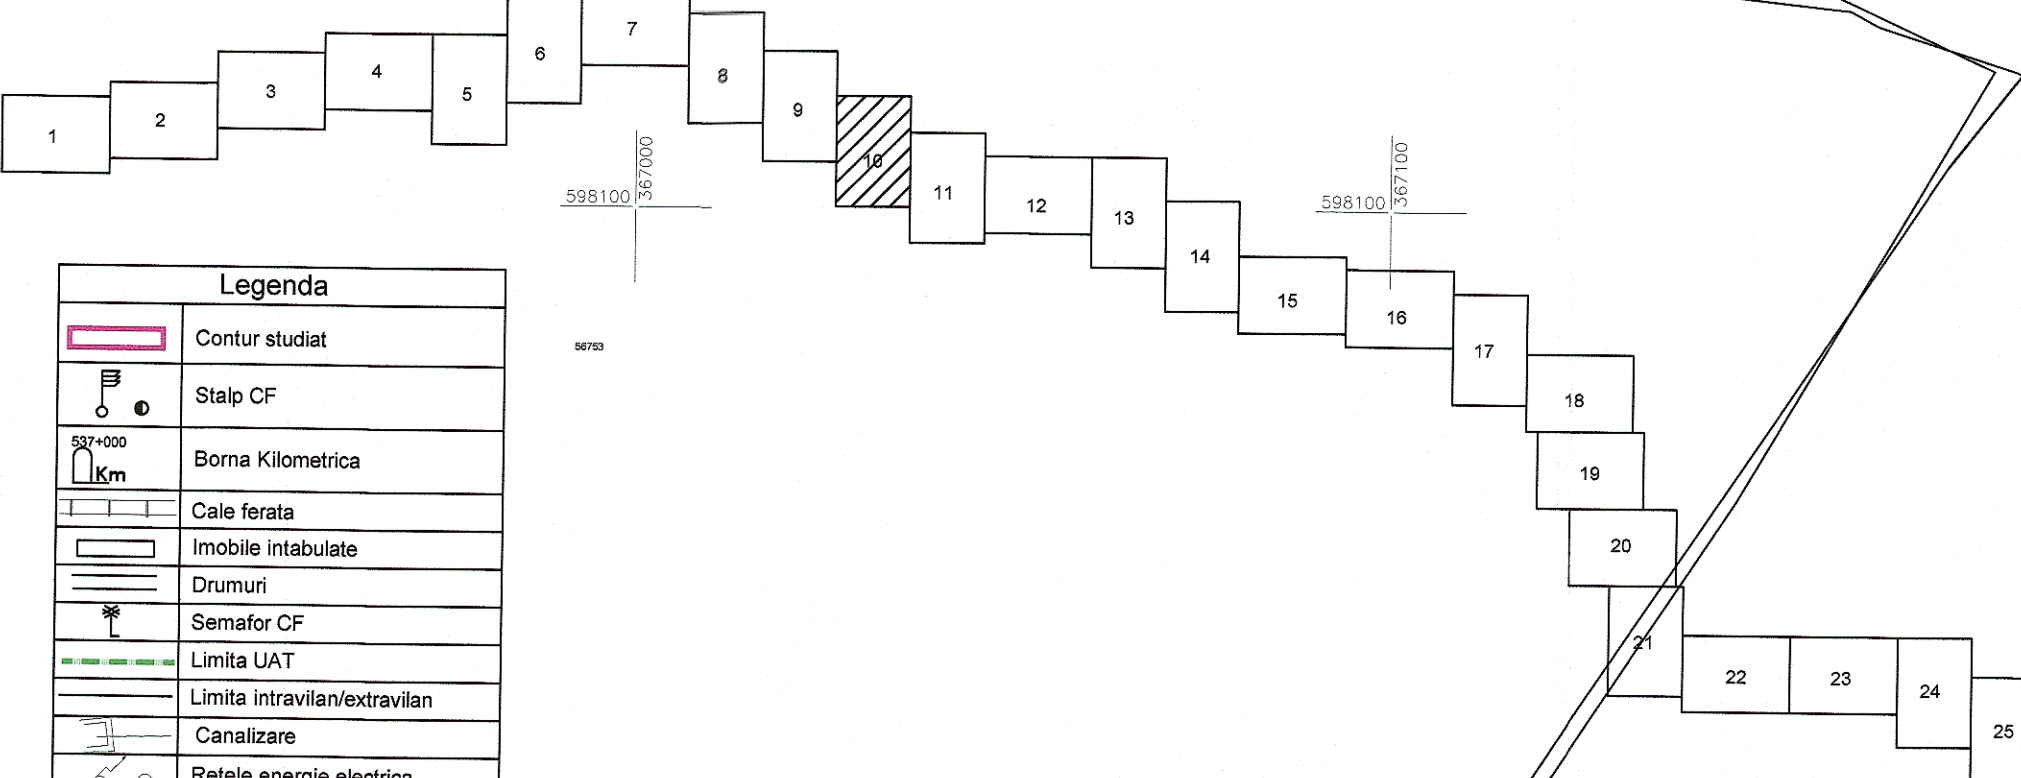 1
2
3
4
5
6
7
8
9
10
11
12
13
14
15
16
17
18
19
20
21
22
23
24
25
598100
367000
598100
367100
56753
Legenda
Contur studiat
Stalp CF
537+000
Km
Borna Kilometrica
Cale ferata
Imobile intabulate
Drumuri
Semafor CF
Limita UAT
Limita intravilan/extravilan
Canalizare
Retele energie electrica